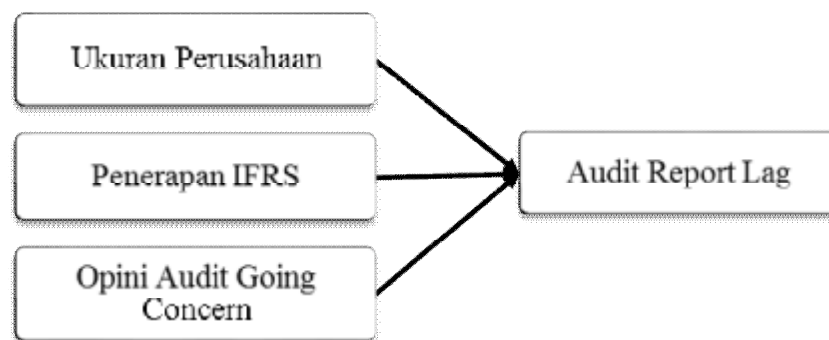 Ukuran Perusahaan
Penerapan IFRS
Audit Report Lag
Opini Audit Going
Concern